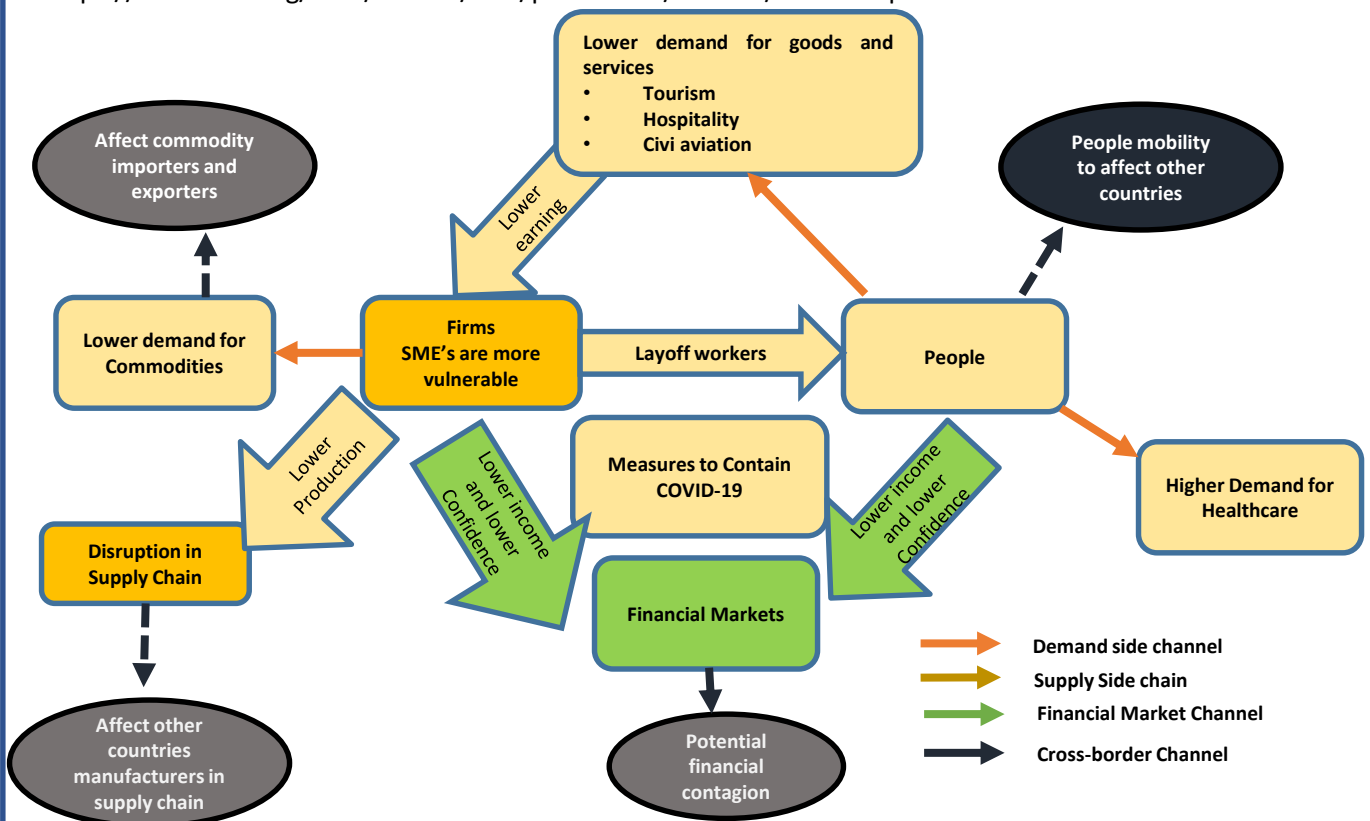 Lower demand for goods and
services
• Tourism
• Hospitality
• Civi aviation
Affect commodity
importers and
exporters
People mobility
to affect other
countries
Lower
earning
Lower demand for
Commodities
Firms
SME's are more
vulnerable
Layoff workers
People
Lower
Production
Lower income
and lower
Confidence
Measures to Contain
COVID-19
Lower income
and lower
Confidence
Higher Demand for
Healthcare
Disruption in
Supply Chain
Financial Markets
Affect other
countries
manufacturers in
supply chain
Potential
financial
contagion
Demand side channel
Supply Side chain
Financial Market Channel
Cross-border Channel